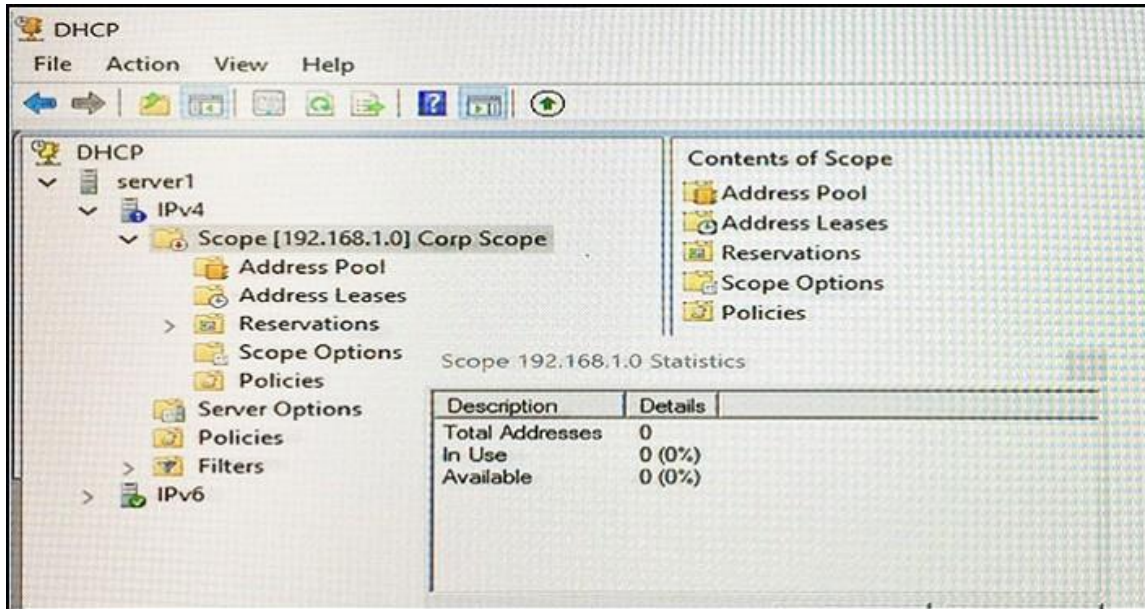 DHCP
File Action View Help
DHCP
server1
IPv4
Scope [192.168.1.0] Corp Scope
Address Pool
Address Leases
Reservations
Scope Options
Policies
Server Options
Policies
Filters
IPv6
Contents of Scope
Address Pool
Address Leases
Reservations
Scope Options
Policies
Scope 192.168.1.0 Statistics
Description Details
Total Addresses 0
In Use 0 (0%)
Available 0 (0%)